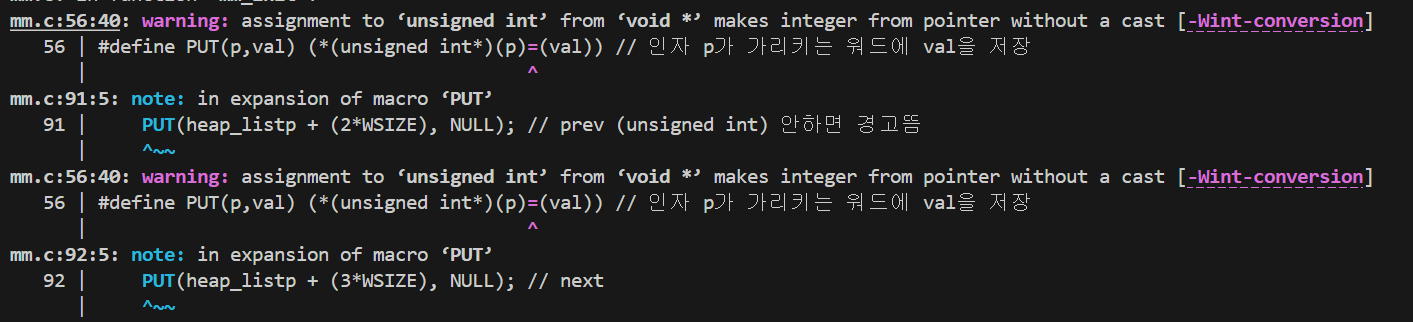 mm.c:56:40: warning: assignment to ‘unsigned int’ from ‘void *’ makes integer from pointer without a cast [-Wint-conversion]
   56 | #define PUT(p,val) (*(unsigned int*)(p)=(val)) // 인자 p가 가리키는 워드에 val을 저장
      |                                        ^
mm.c:91:5: note: in expansion of macro ‘PUT’
   91 |     PUT(heap_listp + (2*WSIZE), NULL); // prev (unsigned int) 안하면 경고뜸
      |     ^~~
mm.c:56:40: warning: assignment to ‘unsigned int’ from ‘void *’ makes integer from pointer without a cast [-Wint-conversion]
   56 | #define PUT(p,val) (*(unsigned int*)(p)=(val)) // 인자 p가 가리키는 워드에 val을 저장
      |                                        ^
mm.c:92:5: note: in expansion of macro ‘PUT’
   92 |     PUT(heap_listp + (3*WSIZE), NULL); // next
      |     ^~~